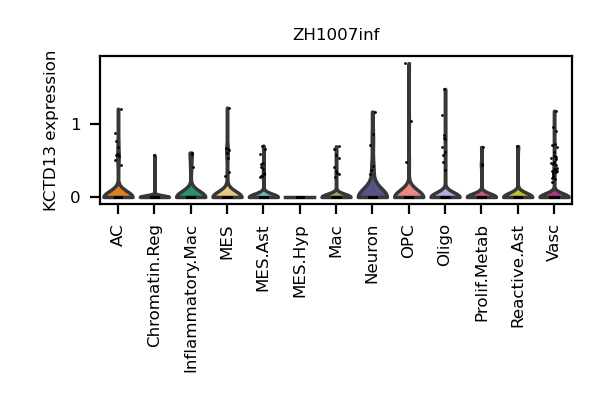 ZH1007inf
KCTD13 expression
1
0
AC
Chromatin.Reg
Inflammatory.Mac
MES
MES.Ast
MES.Hyp
Mac
Neuron
OPC
Oligo
Prolif.Metab
Reactive.Ast
Vasc